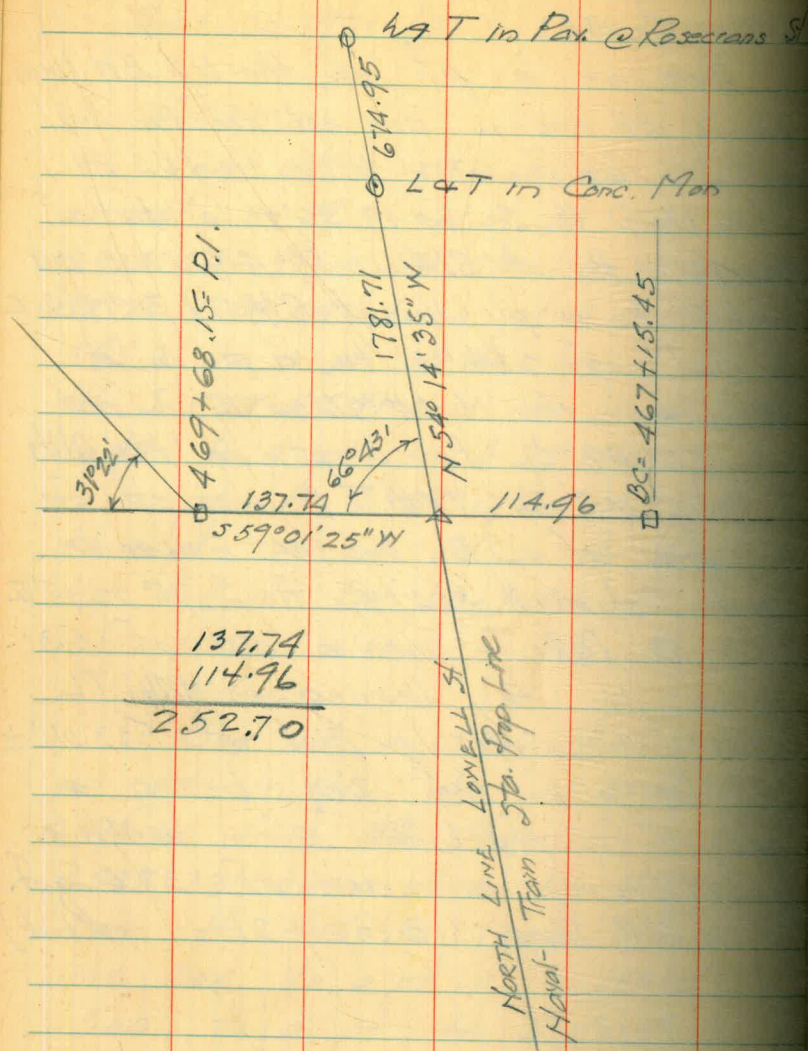 L&T in Pav. @ Rosecrans St
674.95
L&T in Conc. Mon
469+68.15= P.I.
1781.71
N 54° 14' 35" W
BC= 467+15.45
31°22'
66°43'
137.74
114.96
S 59°01'25" W
137.74
114.96
252.70
NORTH LINE LOWELL St.
Naval- Train Sta. Prop Line